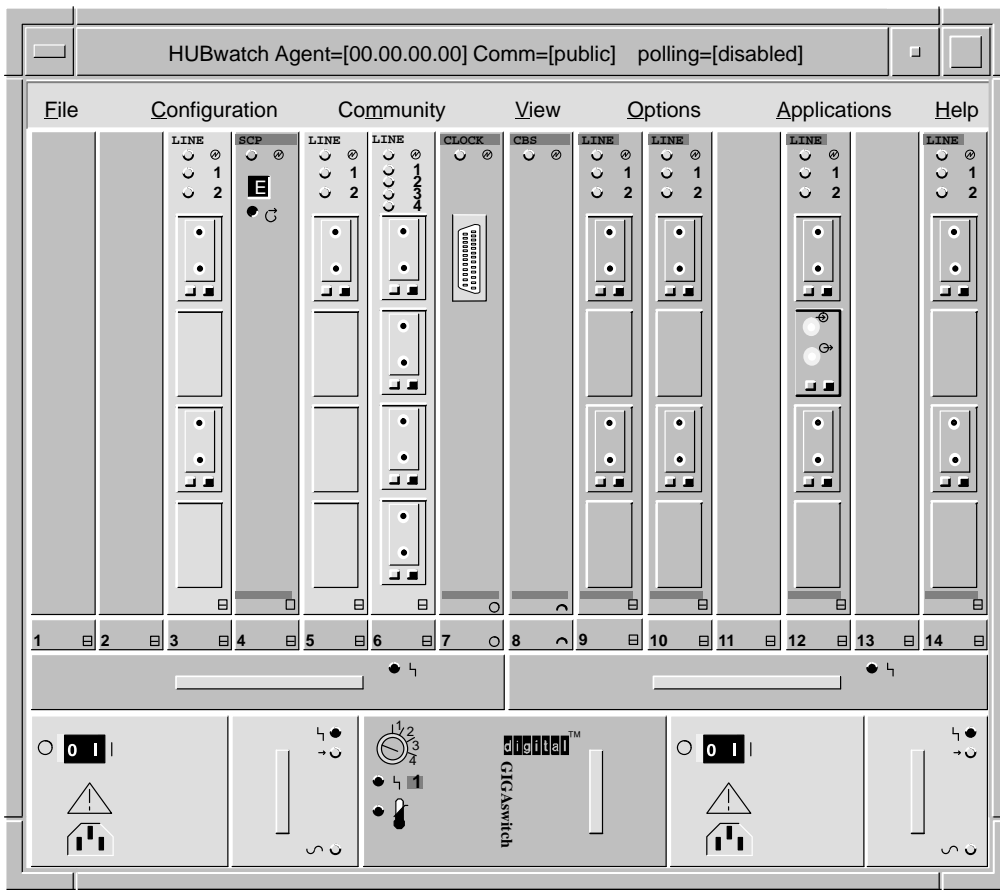 HUBwatch Agent=[00.00.00.00] Comm=[public] polling=[disabled]
File Configuration Community View Options Applications Help
LINE SCP LINE LINE CLOCK CBS LINE LINE LINE LINE
1 1 1 1 1 1 1
2 E 2 2 2 2 2 2
3
4
1 2 3 4 5 6 7 8 9 10 11 12 13 14
0 I
1 2 3 4
1
digital™
GIGAswitch
0 I